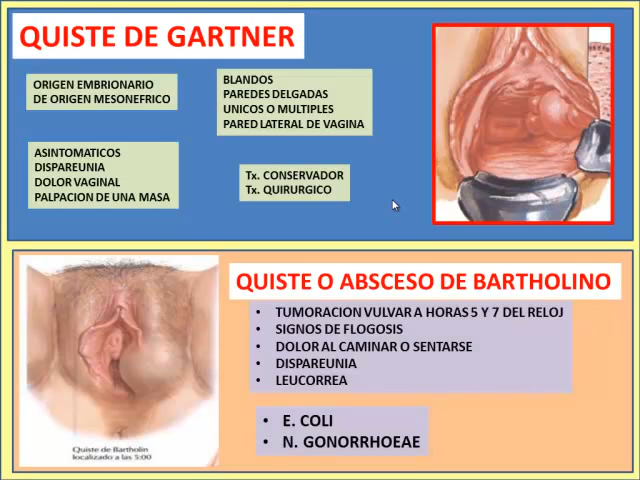 QUISTE DE GARTNER
ORIGEN EMBRIONARIO
DE ORIGEN MESONEFRICO
BLANDOS
PAREDES DELGADAS
UNICOS O MULTIPLES
PARED LATERAL DE VAGINA
ASINTOMATICOS
DISPAREUNIA
DOLOR VAGINAL
PALPACION DE UNA MASA
Tx. CONSERVADOR
Tx. QUIRURGICO
QUISTE O ABSCESO DE BARTHOLINO
• TUMORACION VULVAR A HORAS 5 Y 7 DEL RELOJ
• SIGNOS DE FLOGOSIS
• DOLOR AL CAMINAR O SENTARSE
• DISPAREUNIA
• LEUCORREA
• E. COLI
• N. GONORRHOEAE
Quiste de Bartholin
localizado a las 5:00